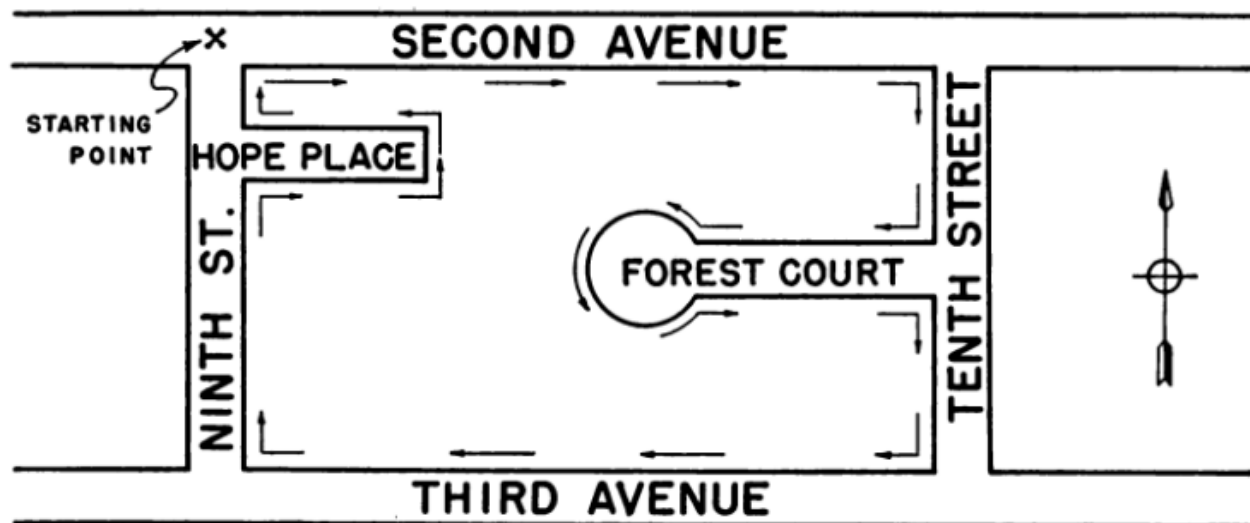 SECOND AVENUE
STARTING
POINT
HOPE PLACE
NINTH ST.
FOREST COURT
TENTH STREET
THIRD AVENUE